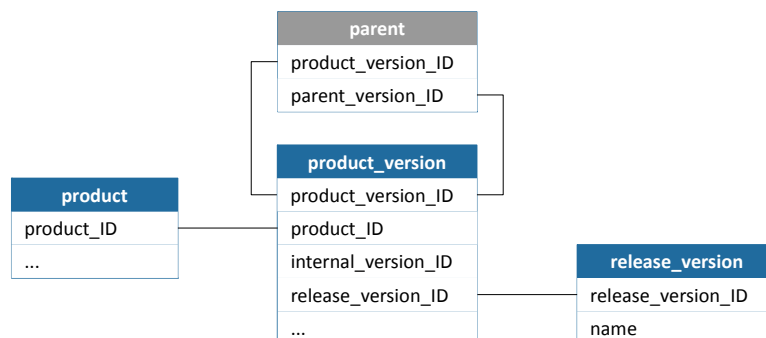 parent
product_version_ID
parent_version_ID
product_version
product_version_ID
product_ID
internal_version_ID
release_version_ID
...
product
product_ID
...
release_version
release_version_ID
name